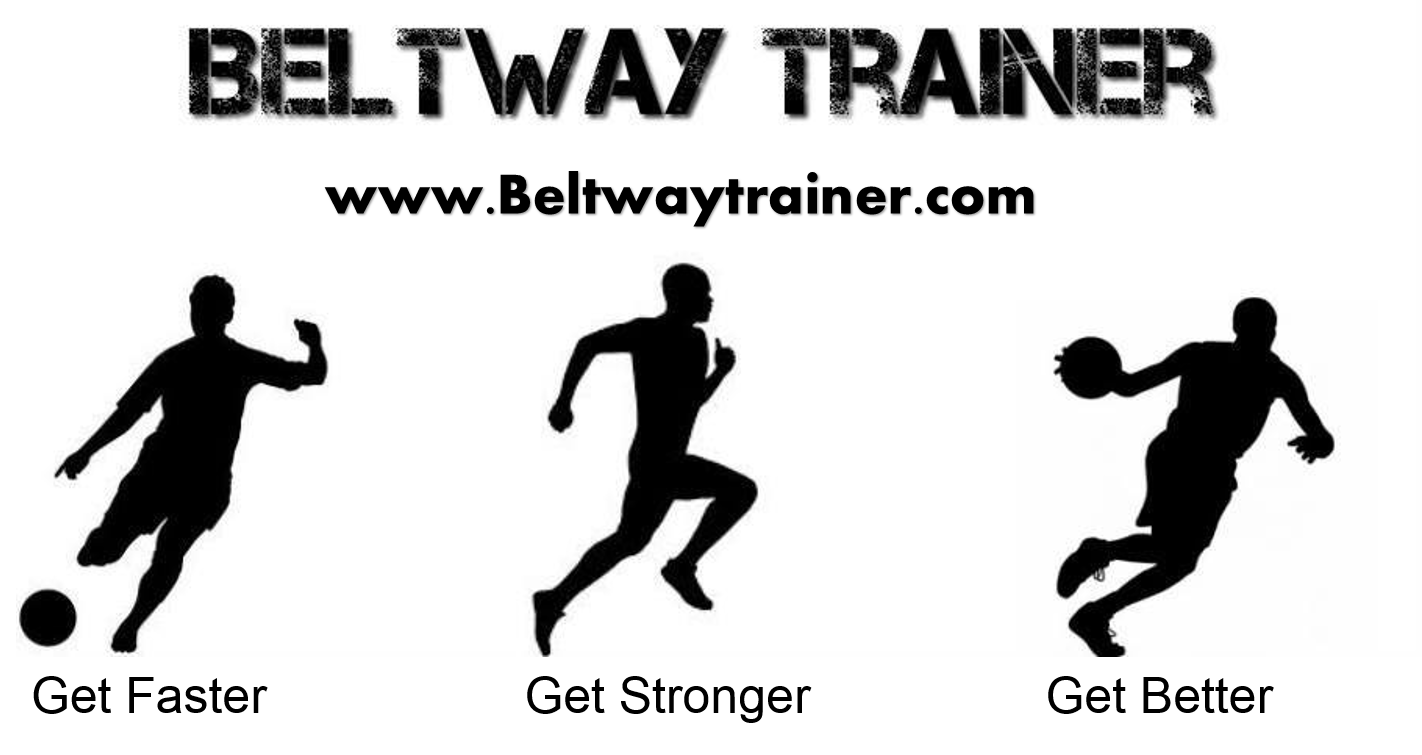 BELTWAY TRAINER
www.Beltwaytrainer.com
Get Faster
Get Stronger
Get Better